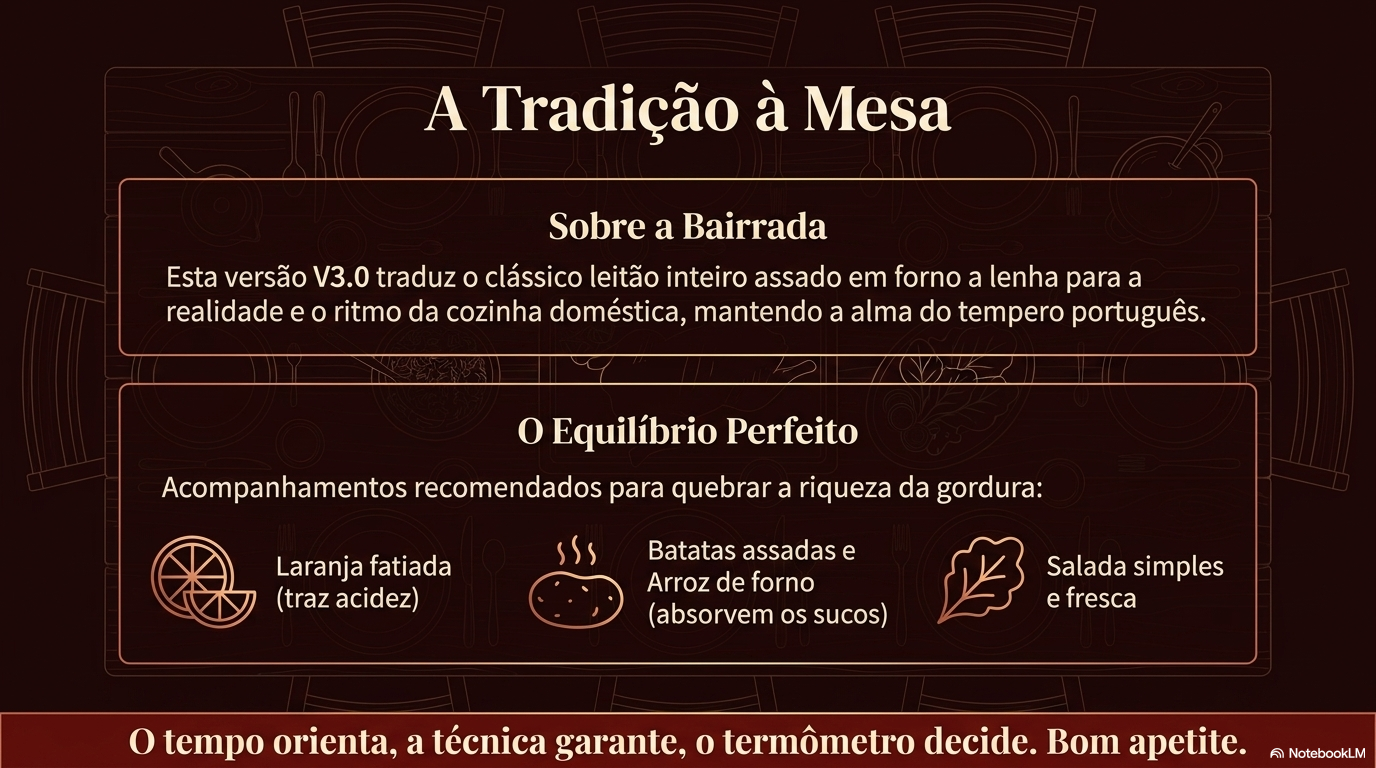 A Tradição à Mesa
Sobre a Bairrada
Esta versão V3.0 traduz o clássico leitão inteiro assado em forno a lenha para a
realidade e o ritmo da cozinha doméstica, mantendo a alma do tempero português.
O Equilíbrio Perfeito
Acompanhamentos recomendados para quebrar a riqueza da gordura:
Laranja fatiada
(traz acidez)
Batatas assadas e
Arroz de forno
(absorvem os sucos)
Salada simples
e fresca
O tempo orienta, a técnica garante, o termômetro decide. Bom apetite.
NotebookLM